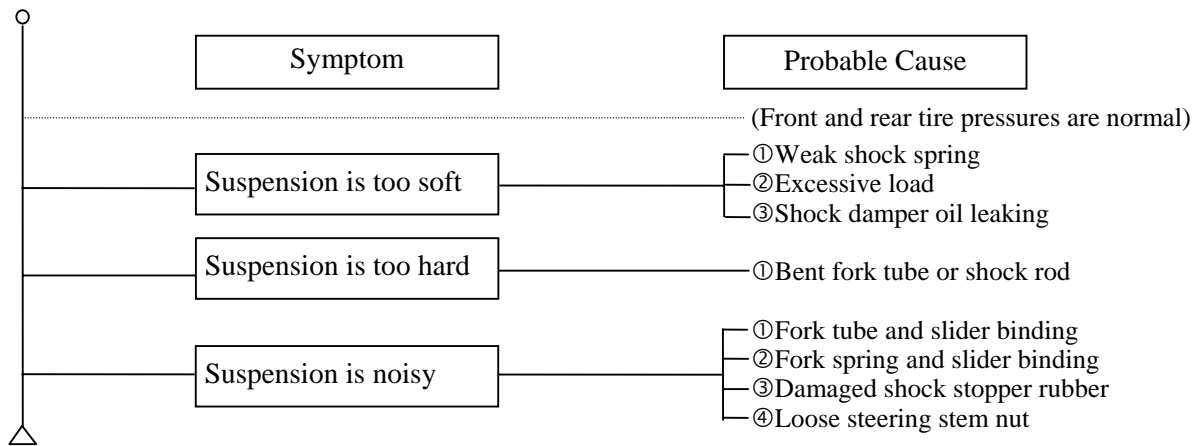 Symptom
Probable Cause
(Front and rear tire pressures are normal)
Suspension is too soft
①Weak shock spring
②Excessive load
③Shock damper oil leaking
Suspension is too hard
①Bent fork tube or shock rod
Suspension is noisy
①Fork tube and slider binding
②Fork spring and slider binding
③Damaged shock stopper rubber
④Loose steering stem nut